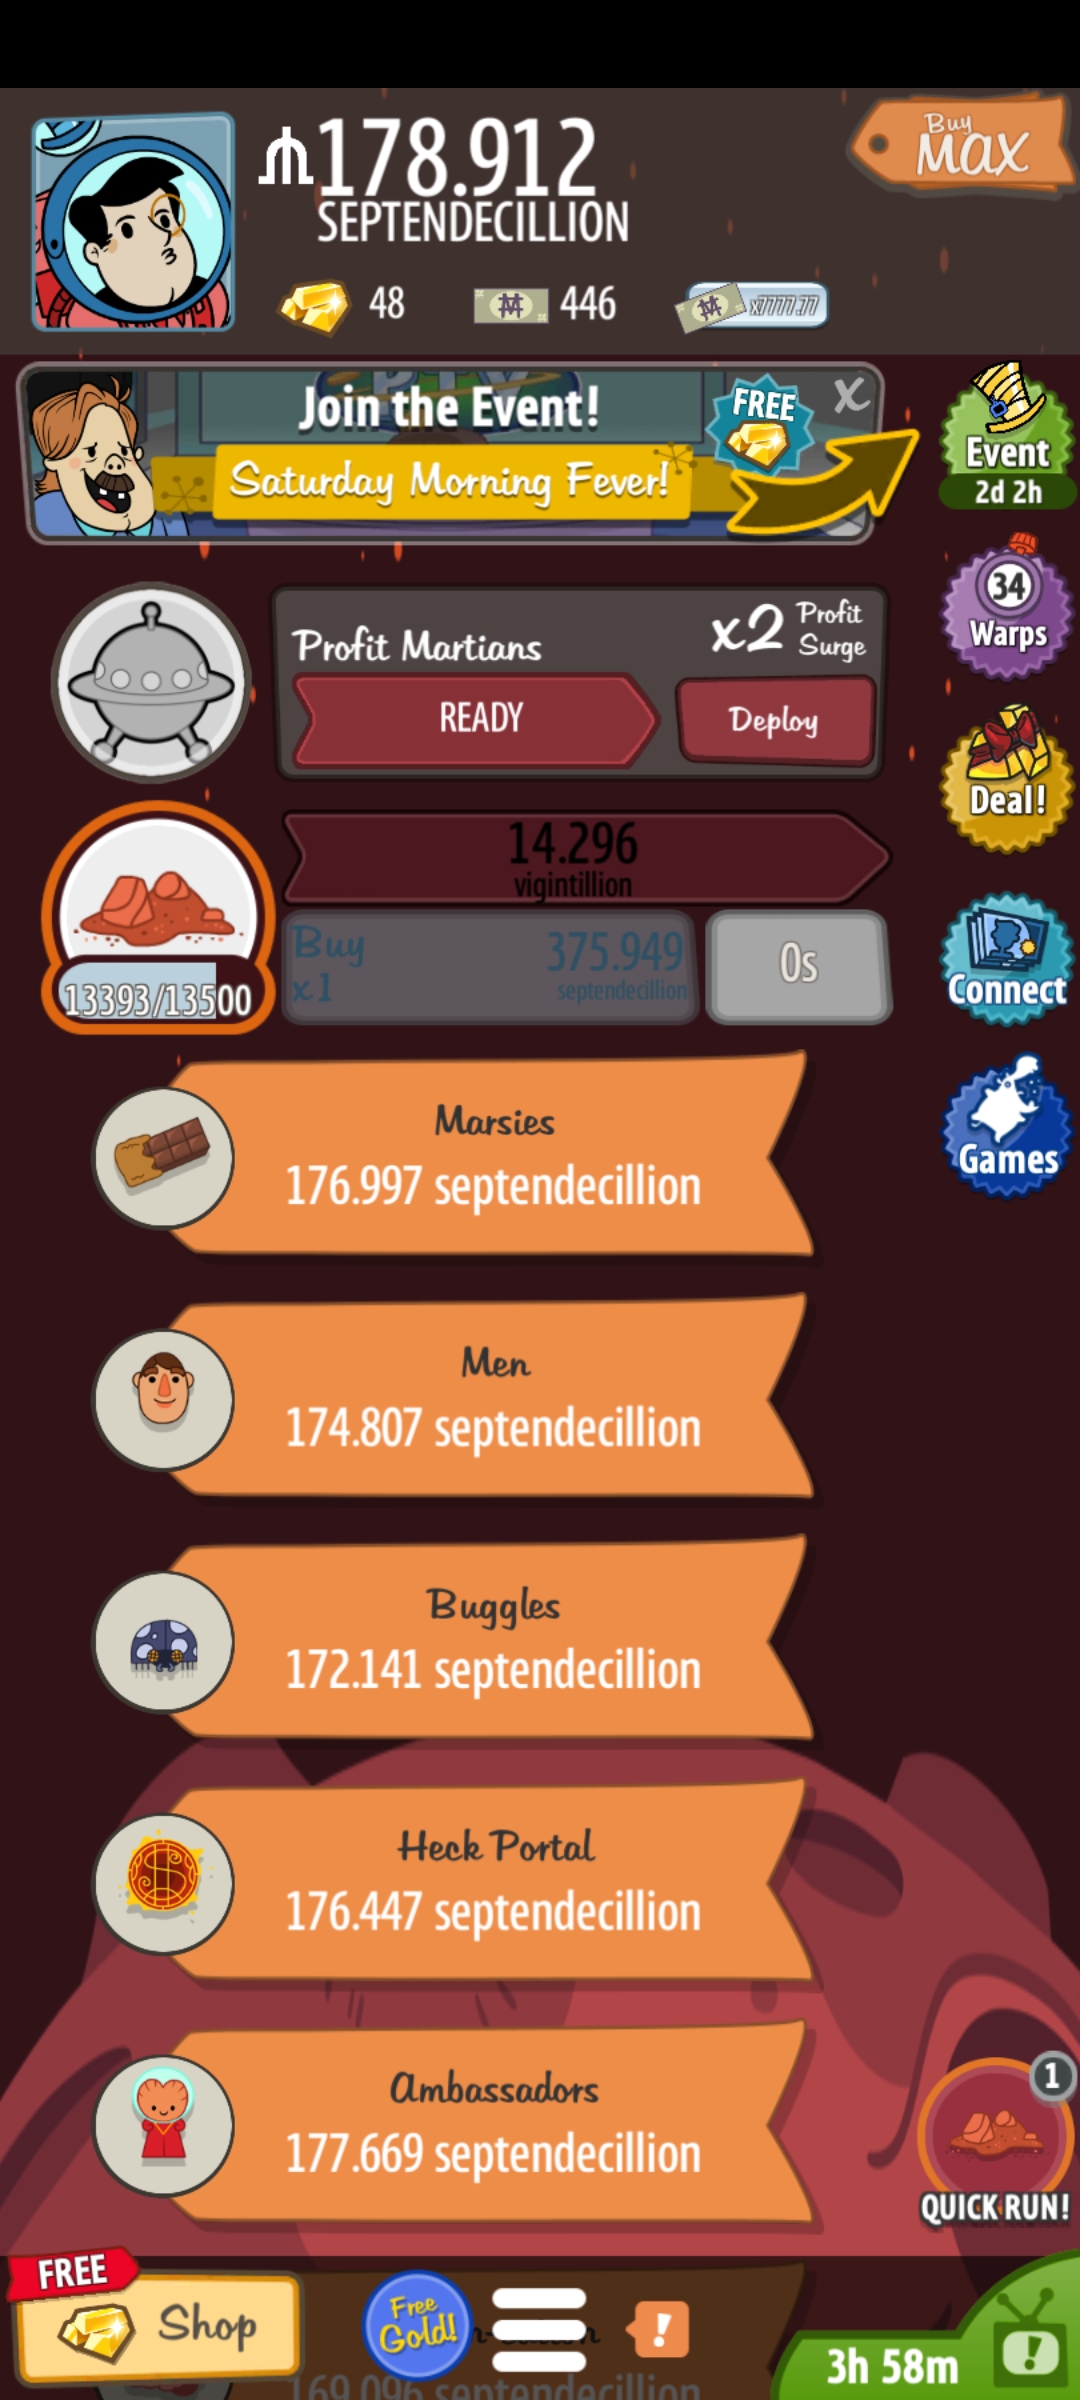 178.912
SEPTENDECILLION
Buy
MAX
48
446
x7777.77
Join the Event!
FREE
X
Saturday Morning Fever!
Event
2d 2h
34
Warps
Profit Martians
x2 Profit Surge
READY
Deploy
Deal!
14.296
vigintillion
Buy
x1
375.949
septendecillion
0s
13393/13500
Connect
Marsies
176.997 septendecillion
Games
Men
174.807 septendecillion
Buggles
172.141 septendecillion
Heck Portal
176.447 septendecillion
Ambassadors
177.669 septendecillion
1
QUICK RUN!
FREE
Shop
Free
Gold!
!
3h 58m
!
169.096 septendecillion